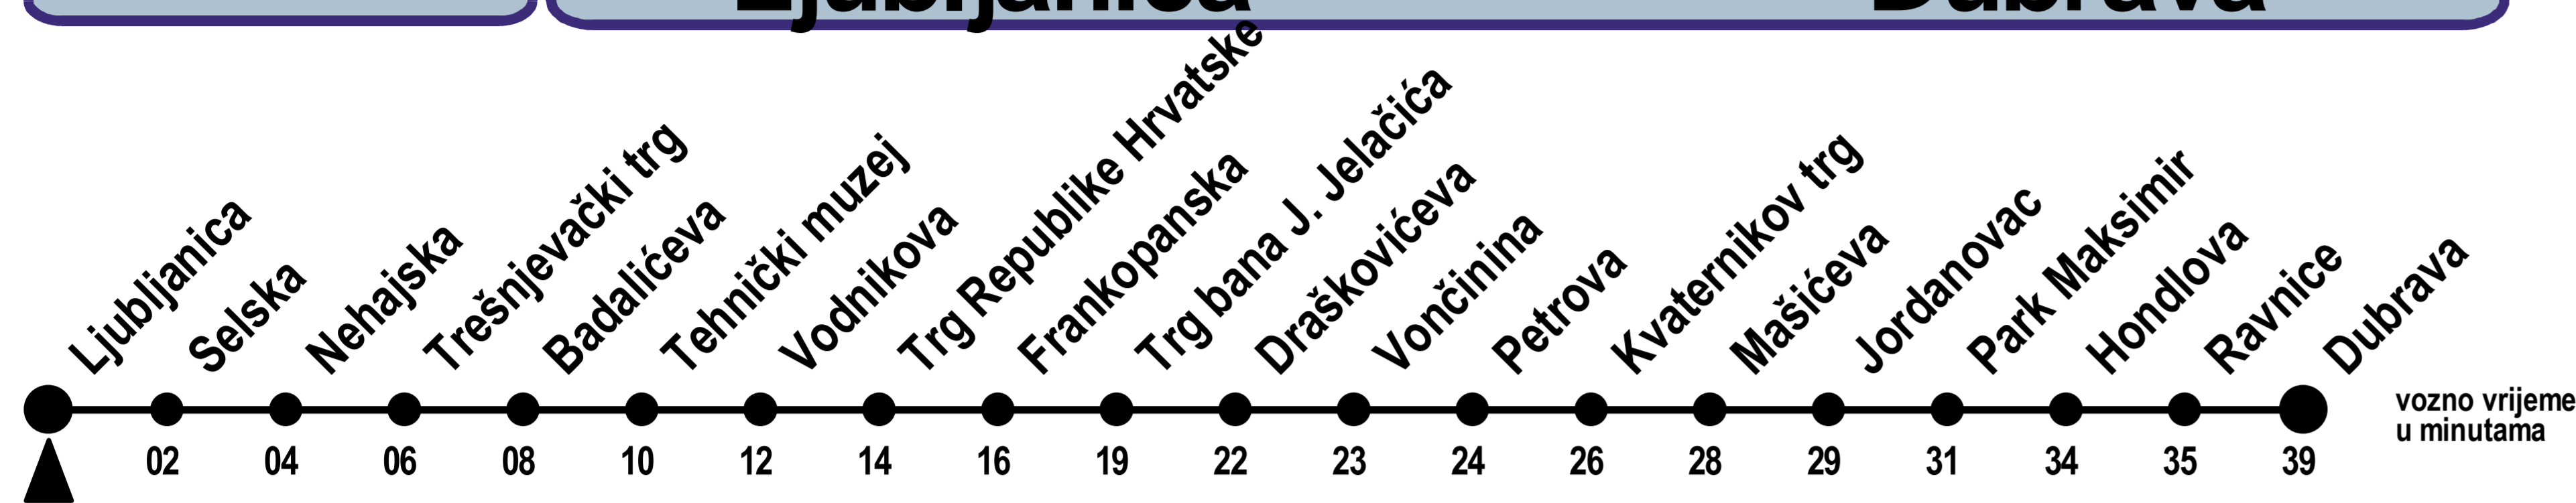 Ljubljanica
Dubrava
Ljubljanica
Selska
Nehajska
Trešnjevački trg
Badalićeva
Tehnički muzej
Vodnikova
Trg Republike Hrvatske
Frankopanska
Trg bana J. Jelačića
Draškovićeva
Vončinina
Petrova
Kvaternikov trg
Mašićeva
Jordanovac
Park Maksimir
Hondlova
Ravnice
Dubrava
02 04 06 08 10 12 14 16 19 22 23 24 26 28 29 31 34 35 39
vozno vrijeme
u minutama